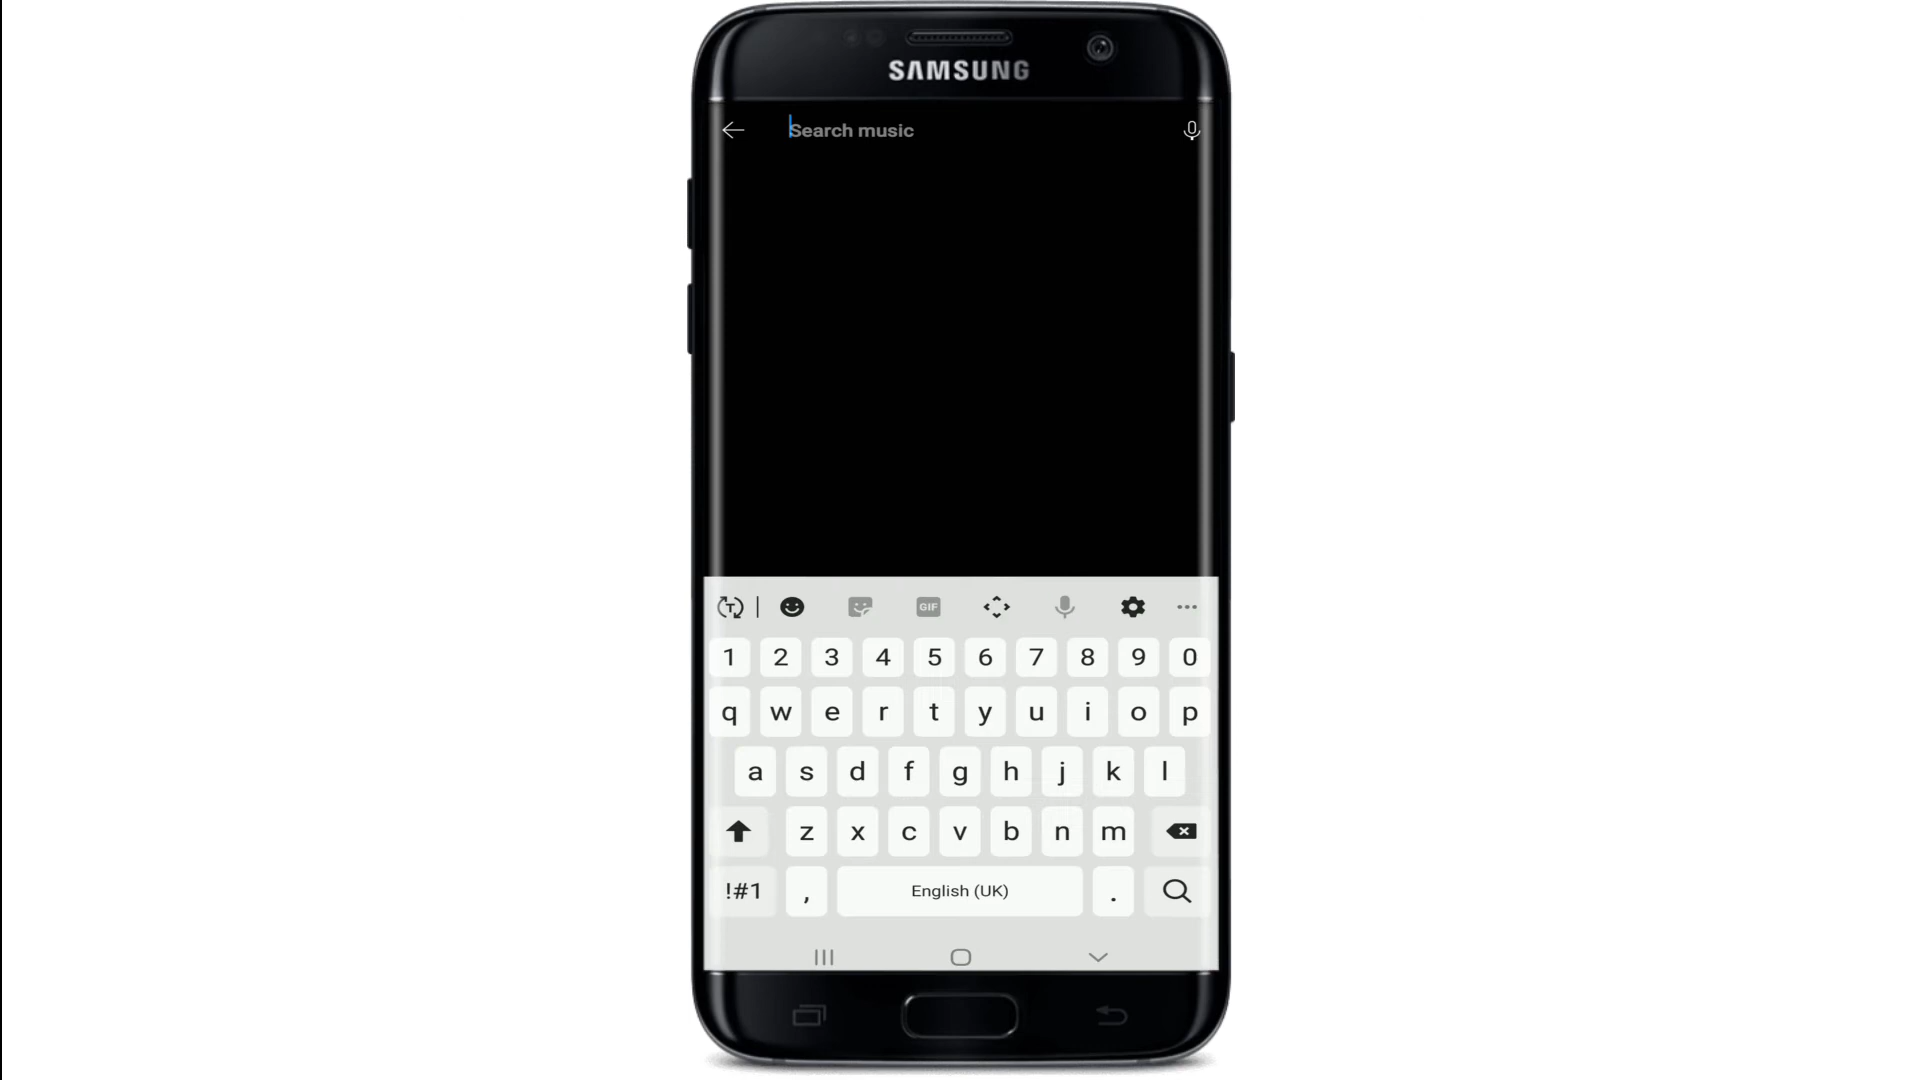 SAMSUNG
Search music
GIF
1 2 3 4 5 6 7 8 9 0
q w e r t y u i o p
a s d f g h j k l
z x c v b n m
!#1 , English (UK) .